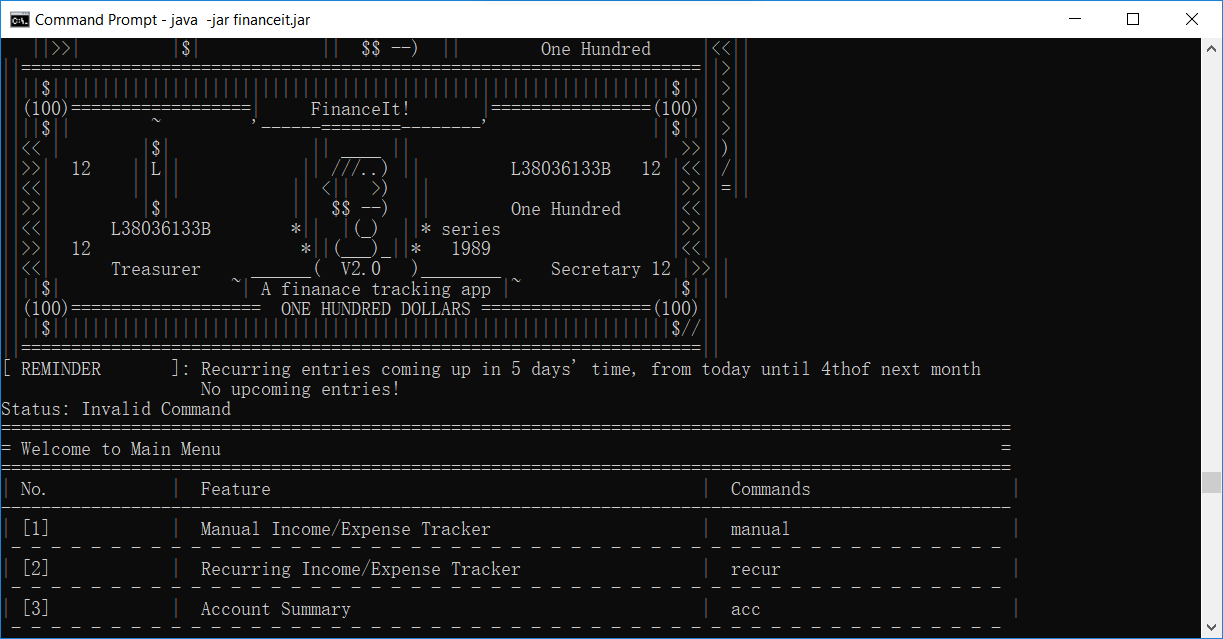 Command Prompt - java  -jar financeit.jar
||>>|          |$|             ||  $$ --)  ||        One Hundred     |<<||
||====================================================================||>||
||$||||||||||||||||||||||||||||||||||||||||||||||||||||||||||||||$|| >||
(100)==================|     FinanceIt!       |================(100) >||
||$||        ~         '------========--------'                ||$|| >||
<< |        |$|              || ____ ||                         | >>| )||
>>|  12    ||L||            || ///..) ||         L38036133B   12 |<<| /||
<<|        || ||           || <||  >)  ||                        |>>| =||
>>|         |$|            ||  $$ --)  ||        One Hundred     |<<||
<<|      L38036133B        *||  |(_)  ||* series                 |>>||
>>|  12                     *||(___)_||*   1989                  |<<||
<<|      Treasurer     ______(  V2.0   )________     Secretary 12 |>>||
||$|                 ~| A finanace tracking app |~               |$|||
(100)===================  ONE HUNDRED DOLLARS =================(100)
||$||||||||||||||||||||||||||||||||||||||||||||||||||||||||||||||$//
||====================================================================||
[ REMINDER       ]: Recurring entries coming up in 5 days' time, from today until 4thof next month
No upcoming entries!
Status: Invalid Command
= Welcome to Main Menu =
| No. | Feature | Commands |
| [1] | Manual Income/Expense Tracker | manual |
| [2] | Recurring Income/Expense Tracker | recur |
| [3] | Account Summary | acc |